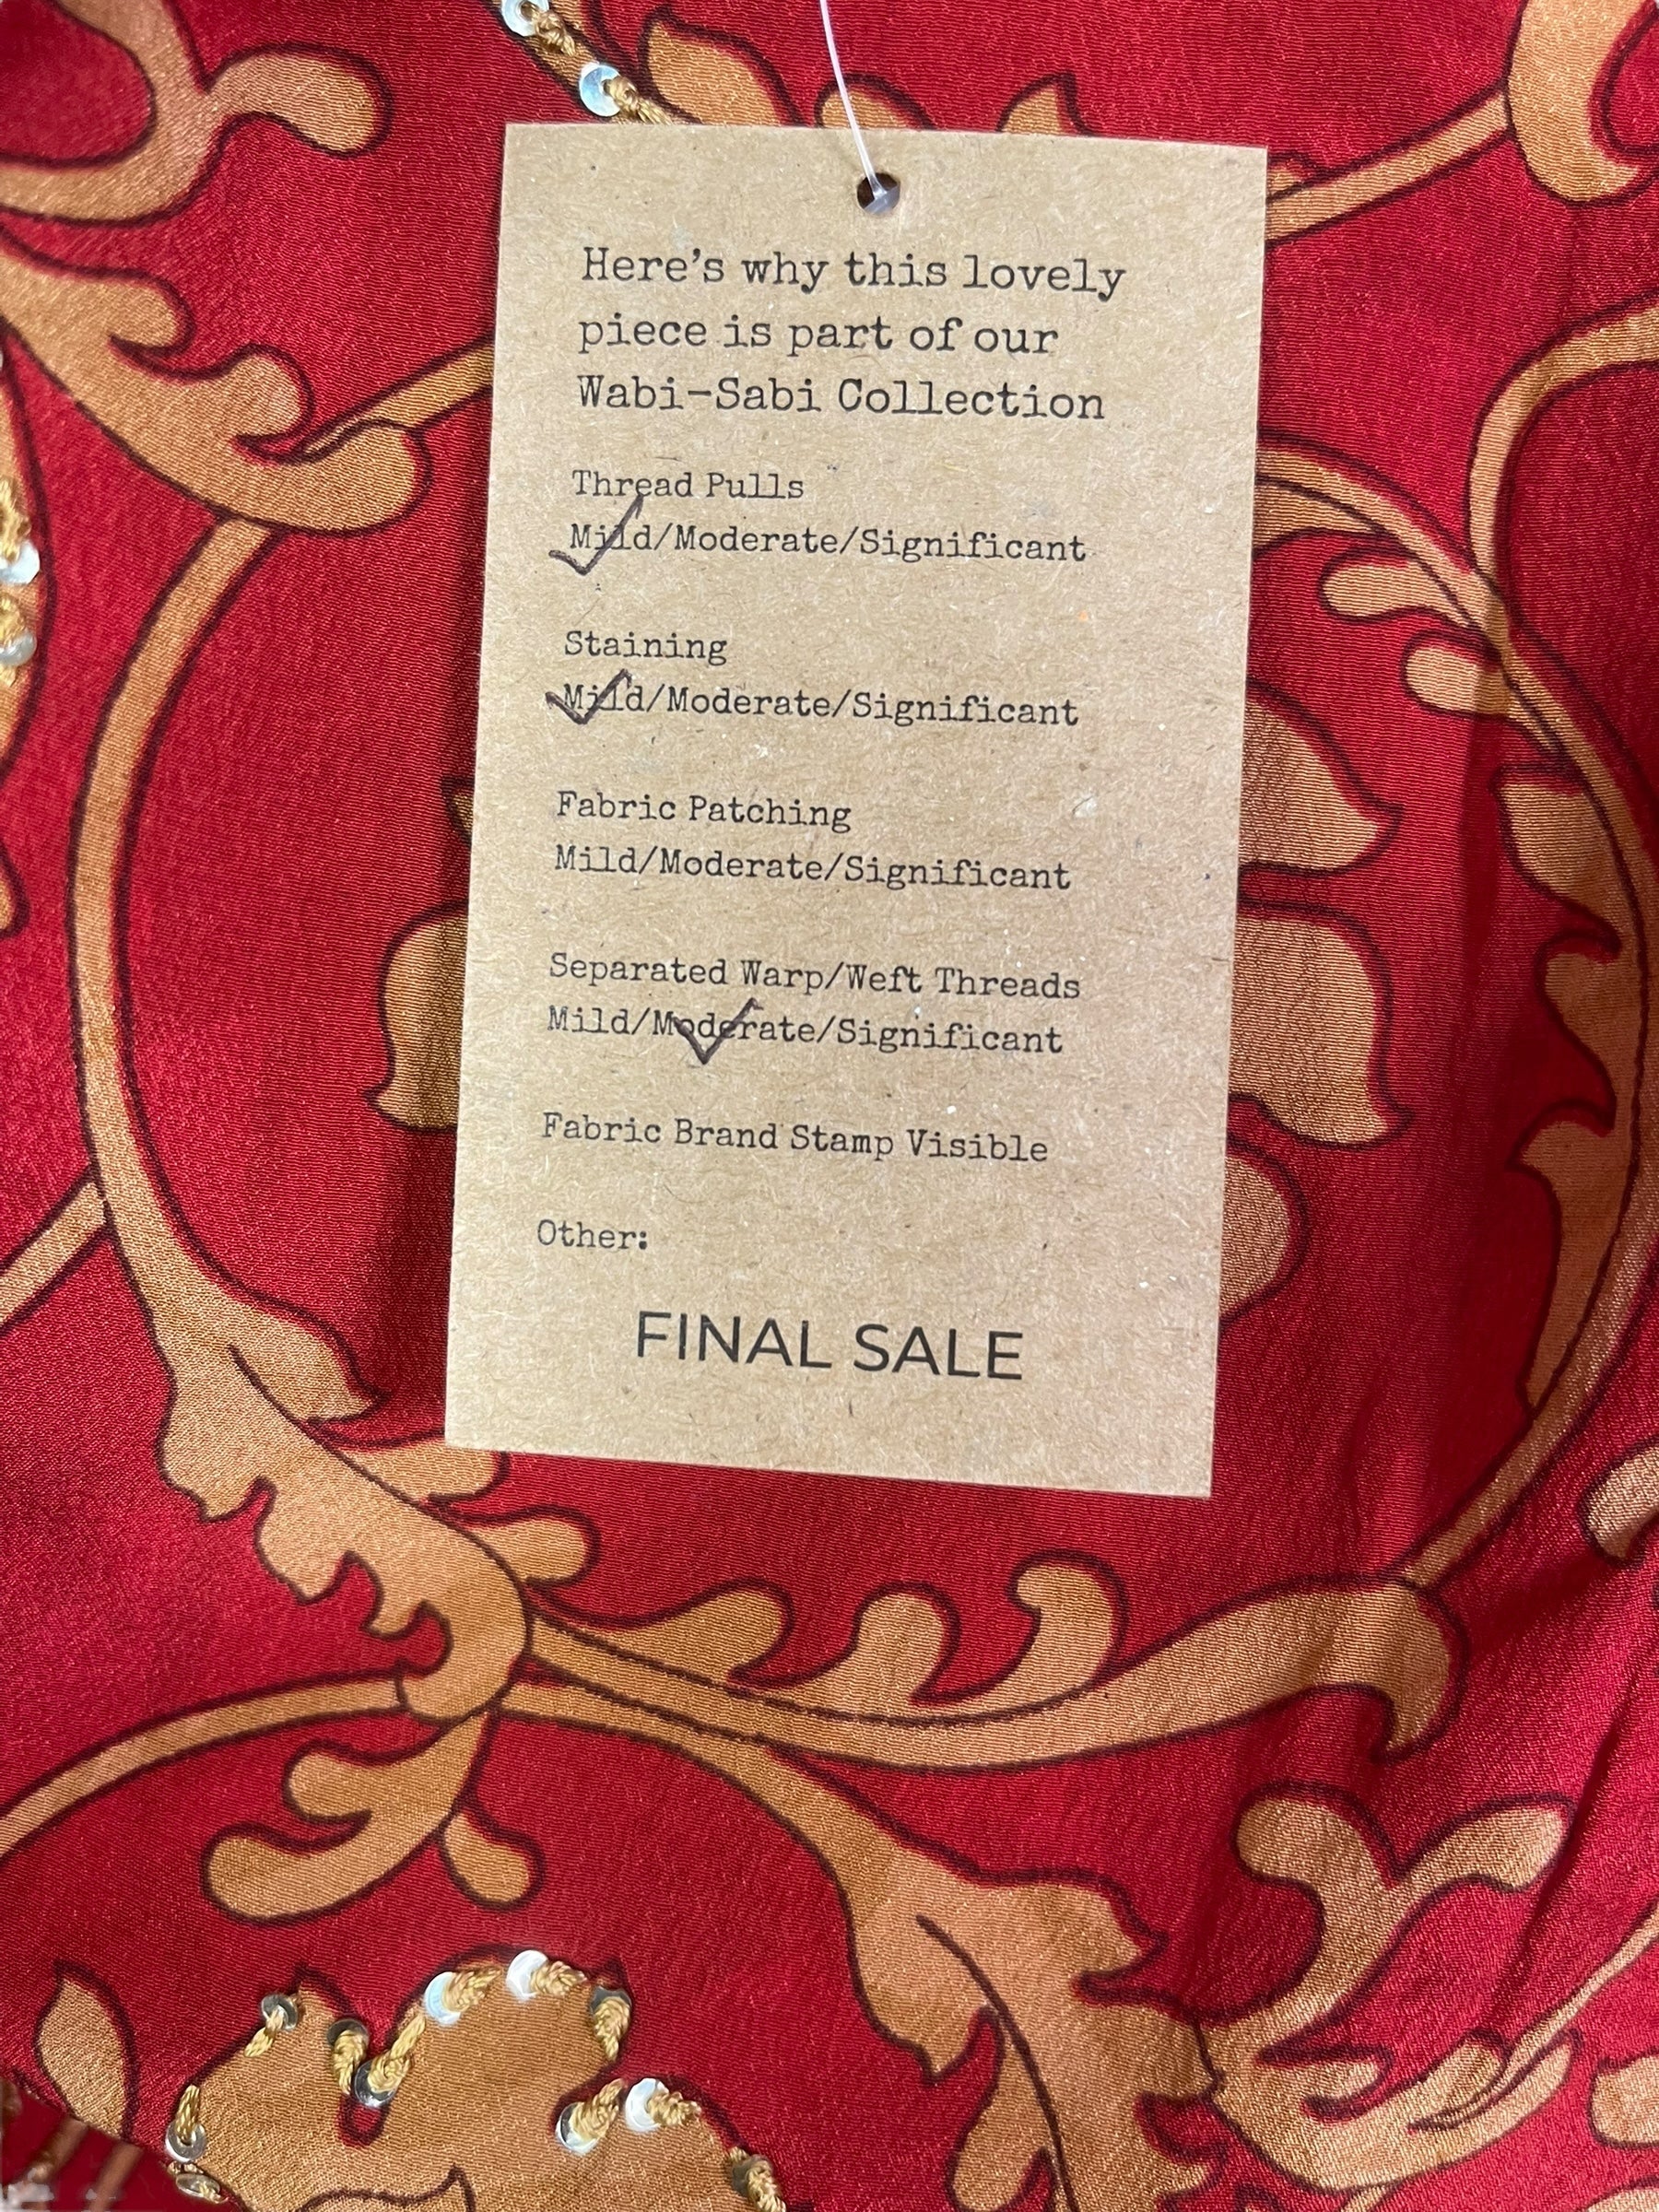 Here's why this lovely
piece is part of our
Wabi-Sabi Collection
Thread Pulls
Mild/Moderate/Significant
Staining
Mild/Moderate/Significant
Fabric Patching
Mild/Moderate/Significant
Separated Warp/Weft Threads
Mild/Moderate/Significant
Fabric Brand Stamp Visible
Other:
FINAL SALE